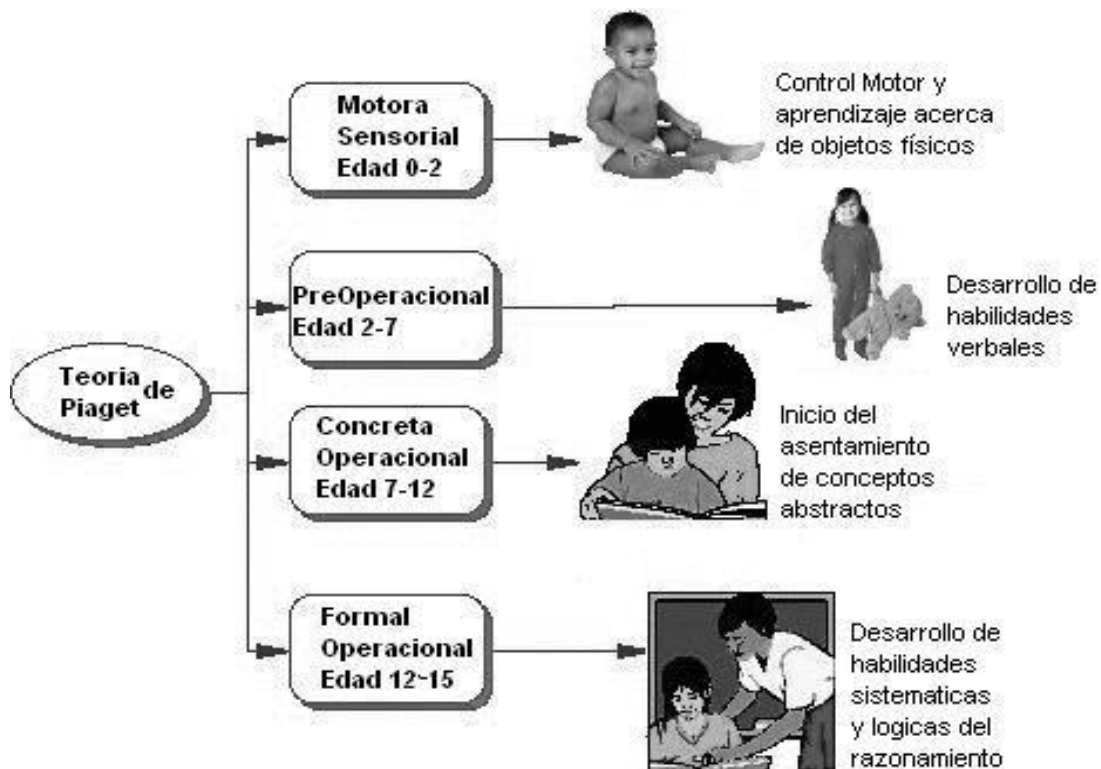 Teoria de
Piaget
Motora
Sensorial
Edad 0-2
Control Motor y
aprendizaje acerca
de objetos físicos
PreOperacional
Edad 2-7
Desarrollo de
habilidades
verbales
Concreta
Operacional
Edad 7-12
Inicio del
asentamiento
de conceptos
abstractos
Formal
Operacional
Edad 12~15
Desarrollo de
habilidades
sistematicas
y logicas del
razonamiento